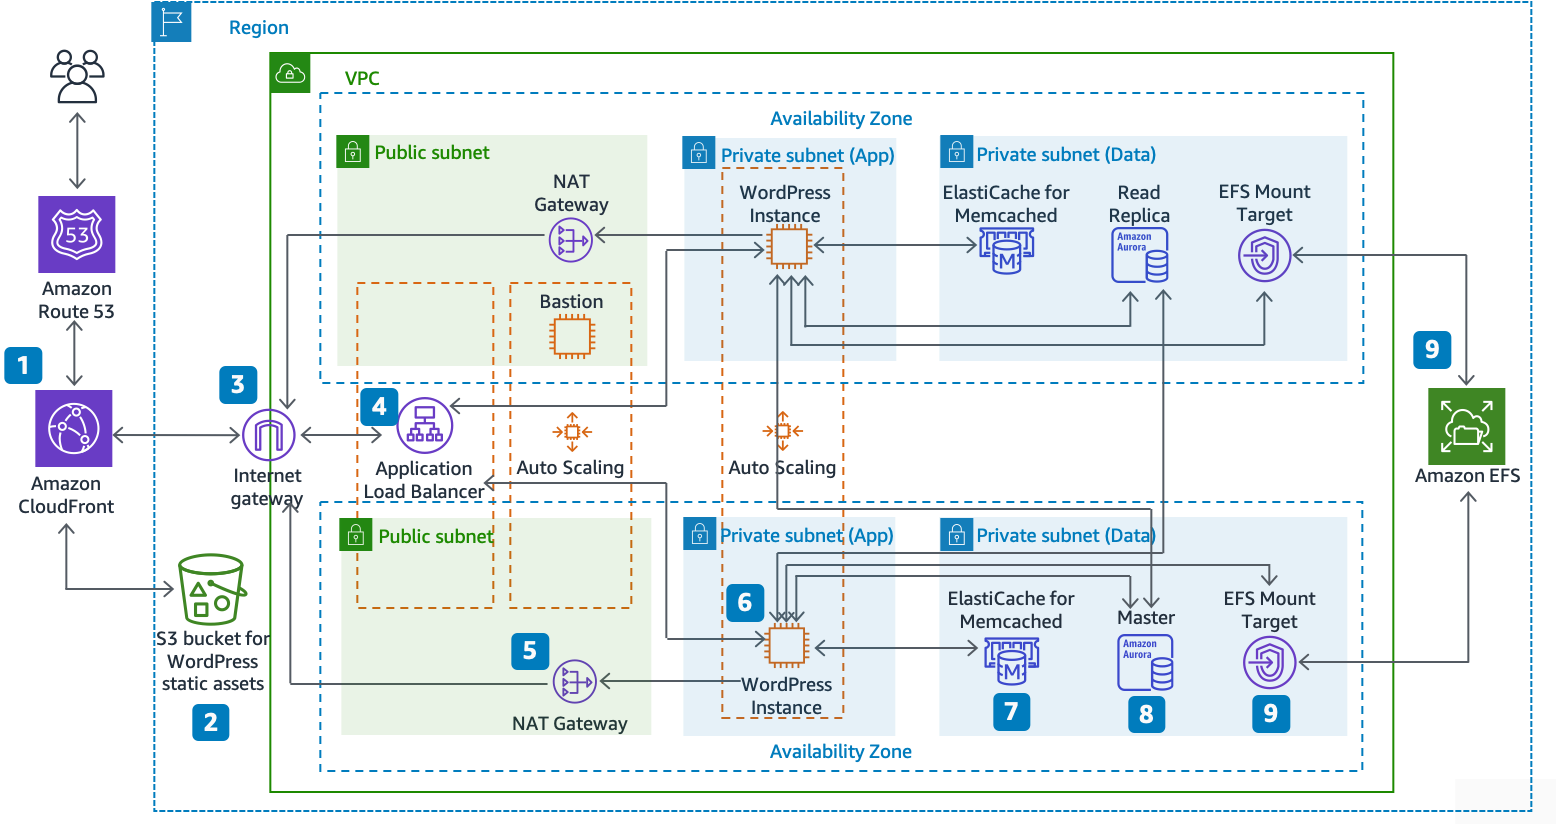 Region
VPC
Availability Zone
Public subnet
Private subnet (App)
Private subnet (Data)
NAT
Gateway
WordPress
Instance
ElastiCache for
Memcached
Read
Replica
Amazon
Aurora
EFS Mount
Target
53
Amazon
Route 53
Bastion
1
3
4
9
Amazon
CloudFront
Internet
gateway
Application
Load Balancer
Auto Scaling
Auto Scaling
Amazon EFS
Public subnet
Private subnet (App)
Private subnet (Data)
S3 bucket for
WordPress
static assets
2
5
NAT Gateway
6
WordPress
Instance
ElastiCache for
Memcached
M
7
Master
Amazon
Aurora
8
EFS Mount
Target
9
M
Availability Zone